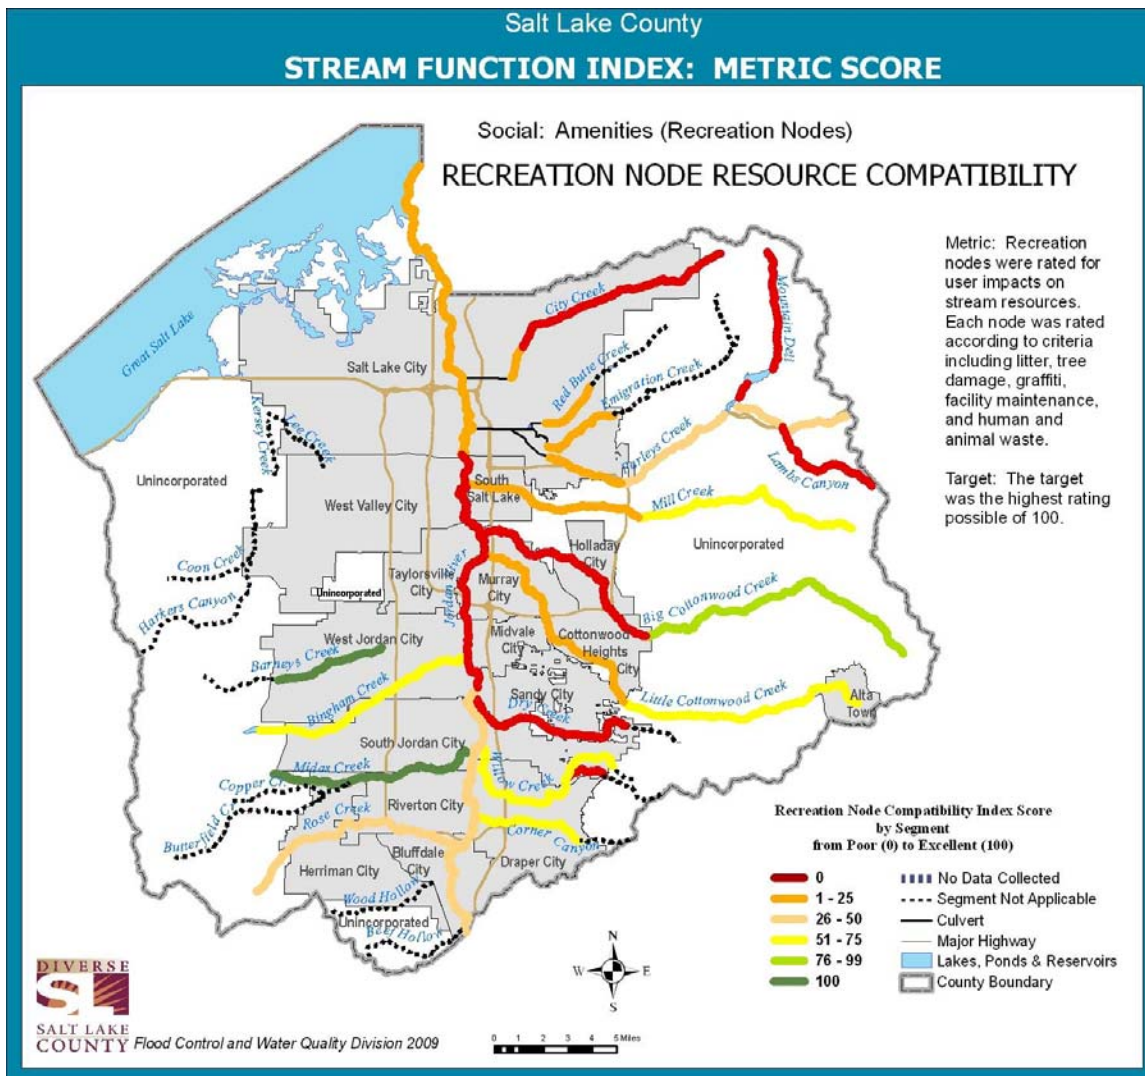 Salt Lake County
STREAM FUNCTION INDEX: METRIC SCORE
Social: Amenities (Recreation Nodes)
RECREATION NODE RESOURCE COMPATIBILITY
Metric: Recreation
nodes were rated for
user impacts on
stream resources.
Each node was rated
according to criteria
including litter, tree
damage, graffiti,
facility maintenance,
and human and
animal waste.
Target: The target
was the highest rating
possible of 100.
Great Salt Lake
Salt Lake City
City Creek
Mountain Dell
Red Butte Creek
Emigration Creek
Kersey Creek
Lee Creek
Parleys Creek
Lambs Canyon
Unincorporated
South
Salt Lake
West Valley City
Mill Creek
Unincorporated
Holladay
City
Coon Creek
Taylorsville
City
Jordan River
Murray
City
Unincorporated
Harkers Canyon
Big Cottonwood Creek
West Jordan City
Midvale
City
Cottonwood
Heights
City
Barneys Creek
Bingham Creek
Sandy City
Little Cottonwood Creek
Alta
Town
Dry Creek
South Jordan City
Midas Creek
Willow Creek
Copper Cr.
Butterfield C
Riverton City
Rose Creek
Corner Canyon
Bluffdale
City
Draper City
Herriman City
Wood Hollow
Unincorporated
Beef Hollow
Recreation Node Compatibility Index Score
by Segment
from Poor (0) to Excellent (100)
0
1 - 25
26 - 50
51 - 75
76 - 99
100
No Data Collected
Segment Not Applicable
Culvert
Major Highway
Lakes, Ponds & Reservoirs
County Boundary
N
W
E
S
0 1 2 3 4 5 Miles
DIVERSE
SL
SALT LAKE
COUNTY
Flood Control and Water Quality Division 2009